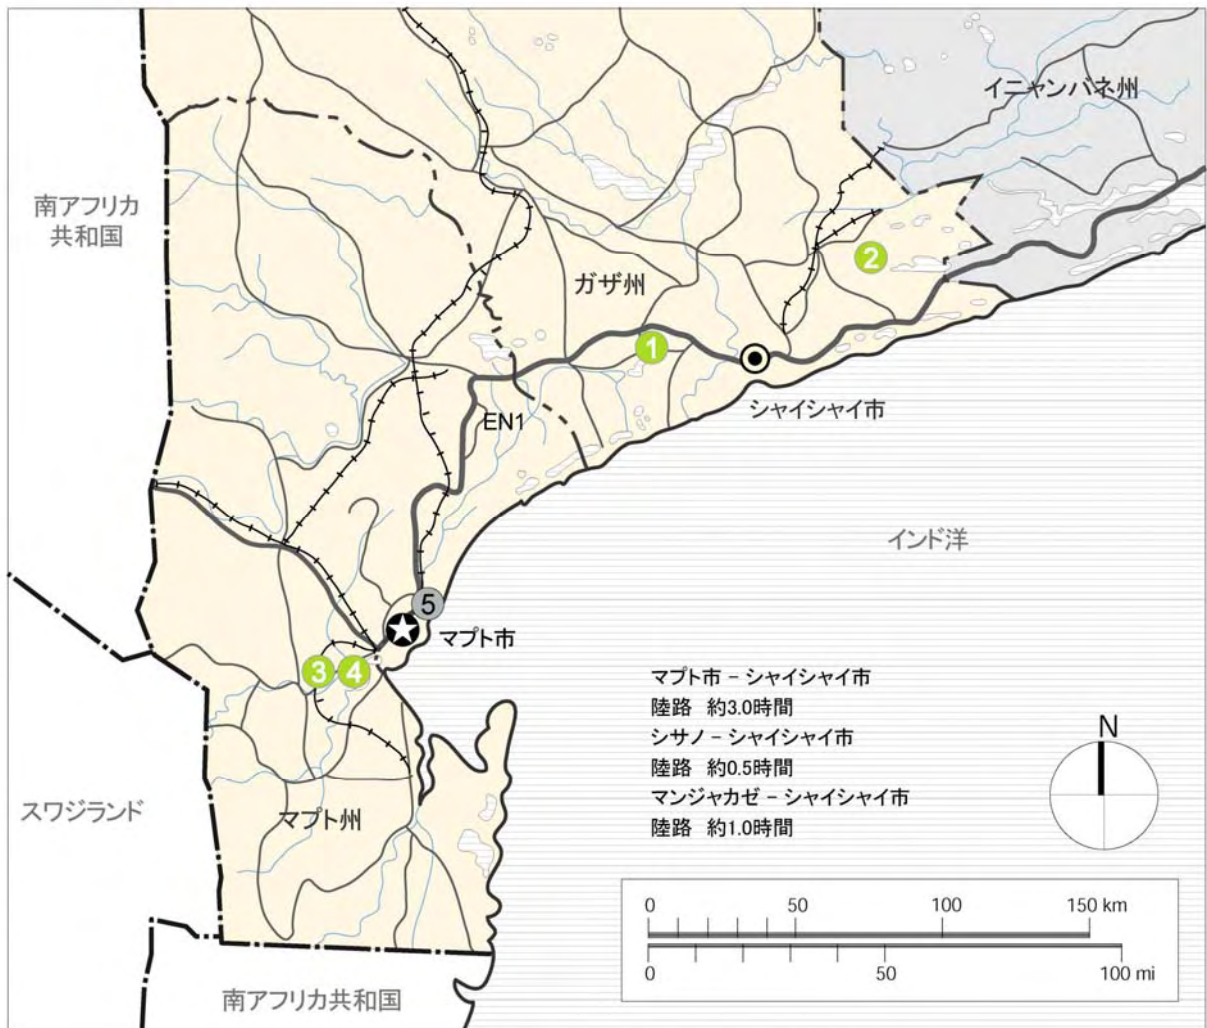 イニャンバネ州
南アフリカ
共和国
2
ガザ州
1
シャイシャイ市
EN1
インド洋
5
マプト市
3
4
マプト市 − シャイシャイ市
陸路 約3.0時間
シサノ − シャイシャイ市
陸路 約0.5時間
マンジャカゼ − シャイシャイ市
陸路 約1.0時間
N
スワジランド
マプト州
0 50 100 150 km
0 50 100 mi
南アフリカ共和国